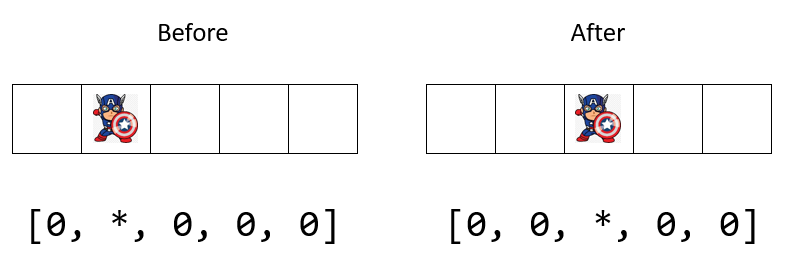 Before
After
[0, *, 0, 0, 0]
[0, 0, *, 0, 0]